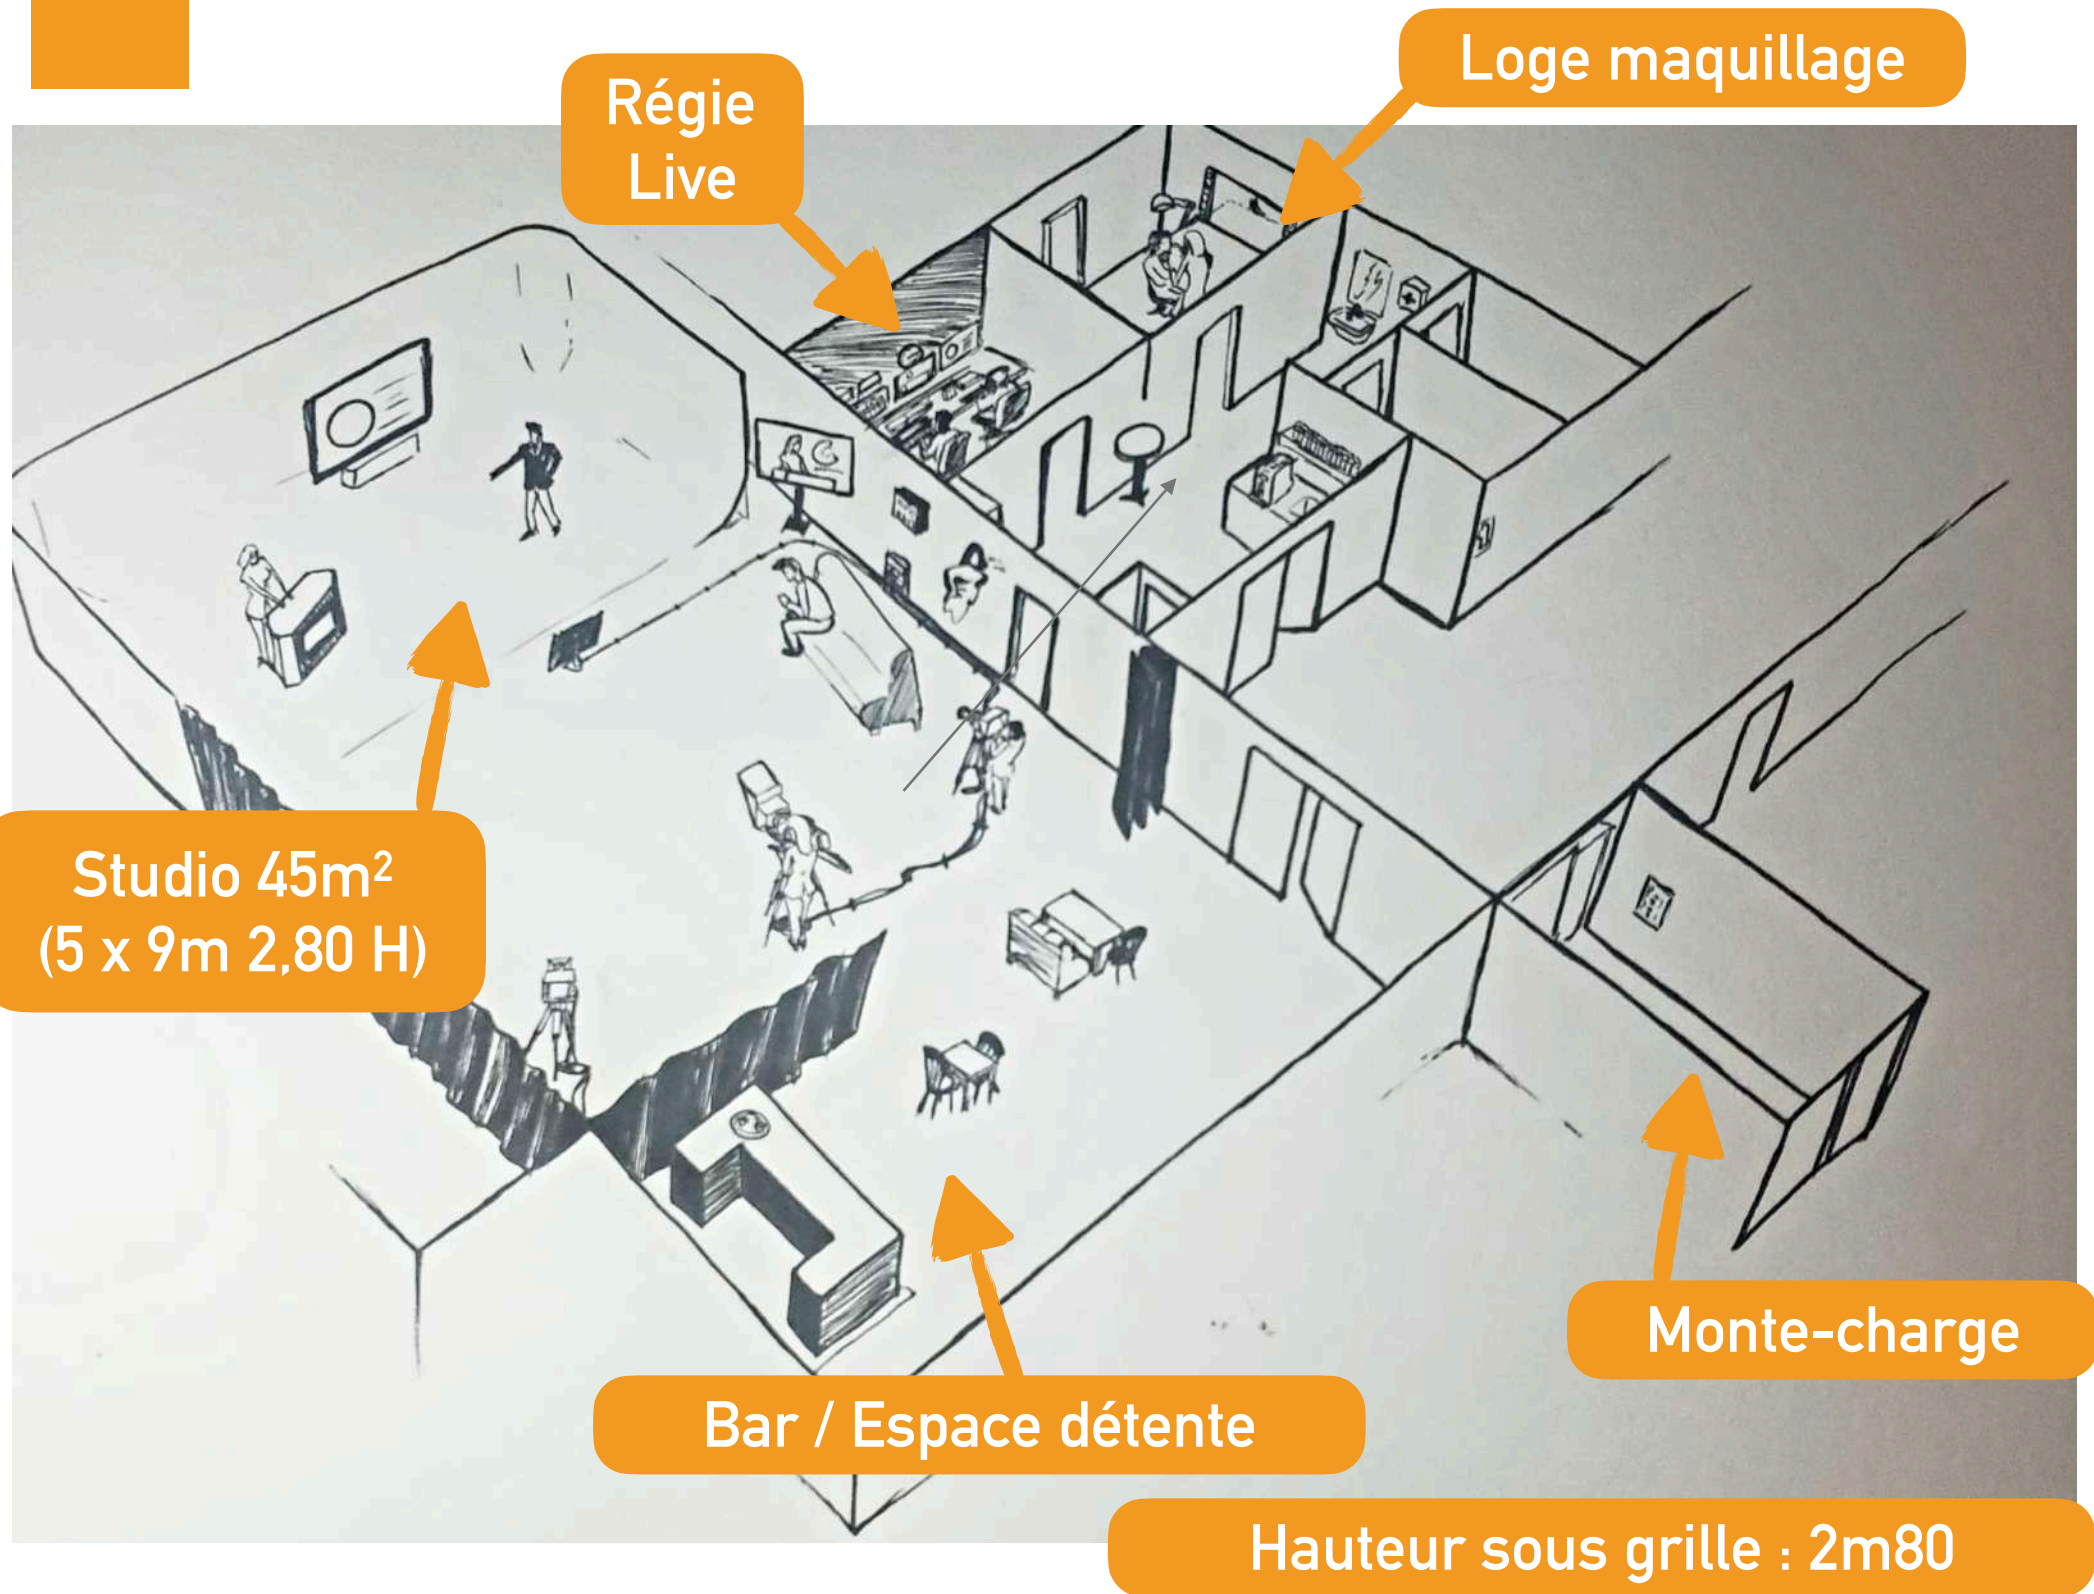 Loge maquillage
Régie
Live
Studio 45m²
(5 x 9m 2,80 H)
Monte-charge
Bar / Espace détente
Hauteur sous grille : 2m80